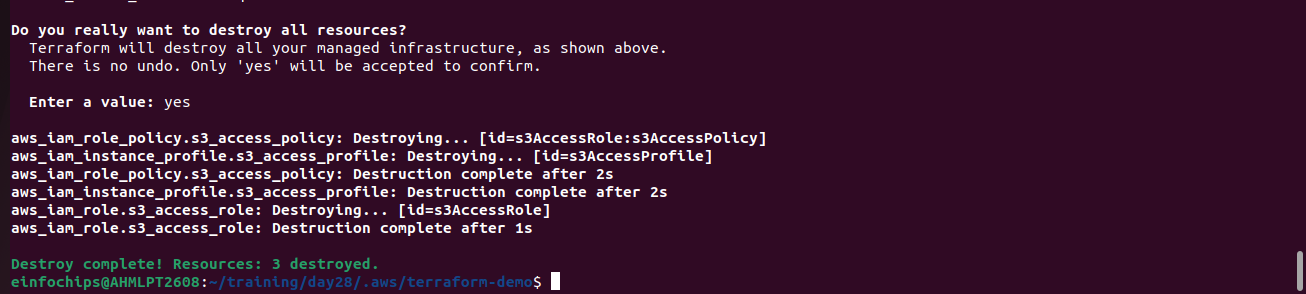 Do you really want to destroy all resources?
Terraform will destroy all your managed infrastructure, as shown above.
There is no undo. Only 'yes' will be accepted to confirm.
Enter a value: yes
aws_iam_role_policy.s3_access_policy: Destroying... [id=s3AccessRole:s3AccessPolicy]
aws_iam_instance_profile.s3_access_profile: Destroying... [id=s3AccessProfile]
aws_iam_role_policy.s3_access_policy: Destruction complete after 2s
aws_iam_instance_profile.s3_access_profile: Destruction complete after 2s
aws_iam_role.s3_access_role: Destroying... [id=s3AccessRole]
aws_iam_role.s3_access_role: Destruction complete after 1s
Destroy complete! Resources: 3 destroyed.
einfochips@AHMLPT2608:~/training/day28/.aws/terraform-demo$